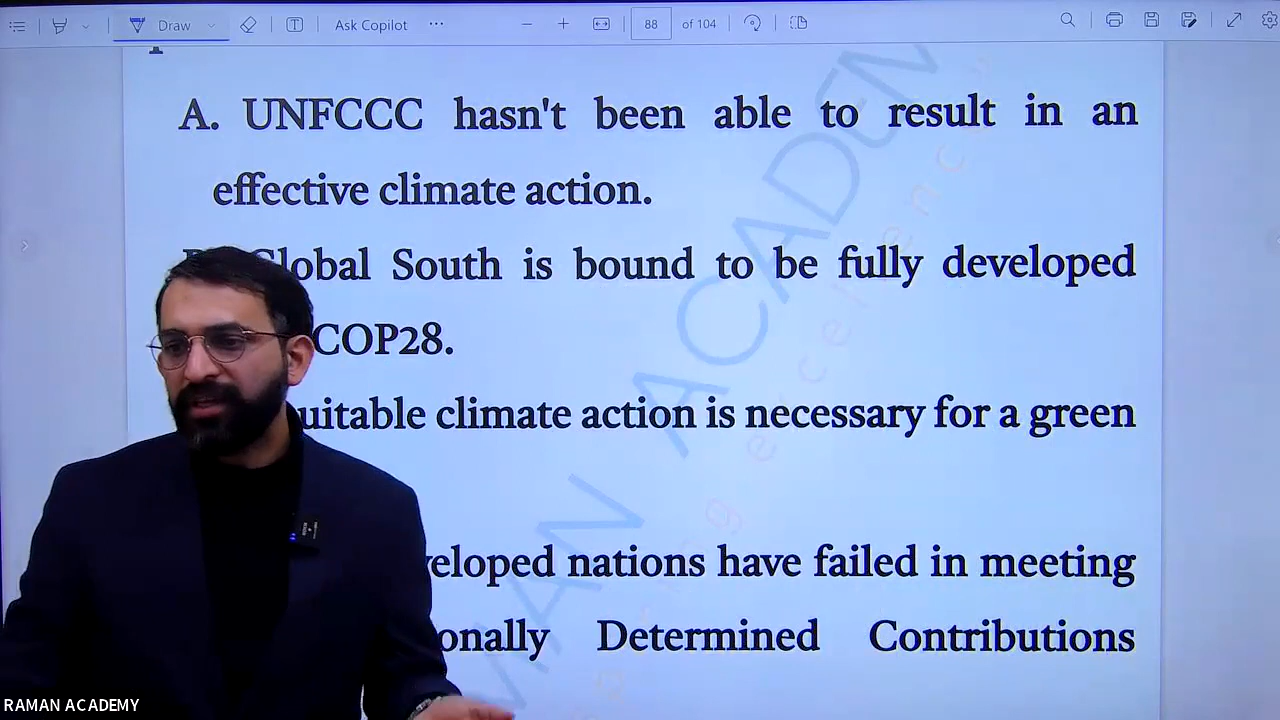 Draw
Ask Copilot
88 of 104
A. UNFCCC hasn't been able to result in an
effective climate action.
Global South is bound to be fully developed
COP28.
uitable climate action is necessary for a green
veloped nations have failed in meeting
onally Determined Contributions
RAMAN ACADEMY